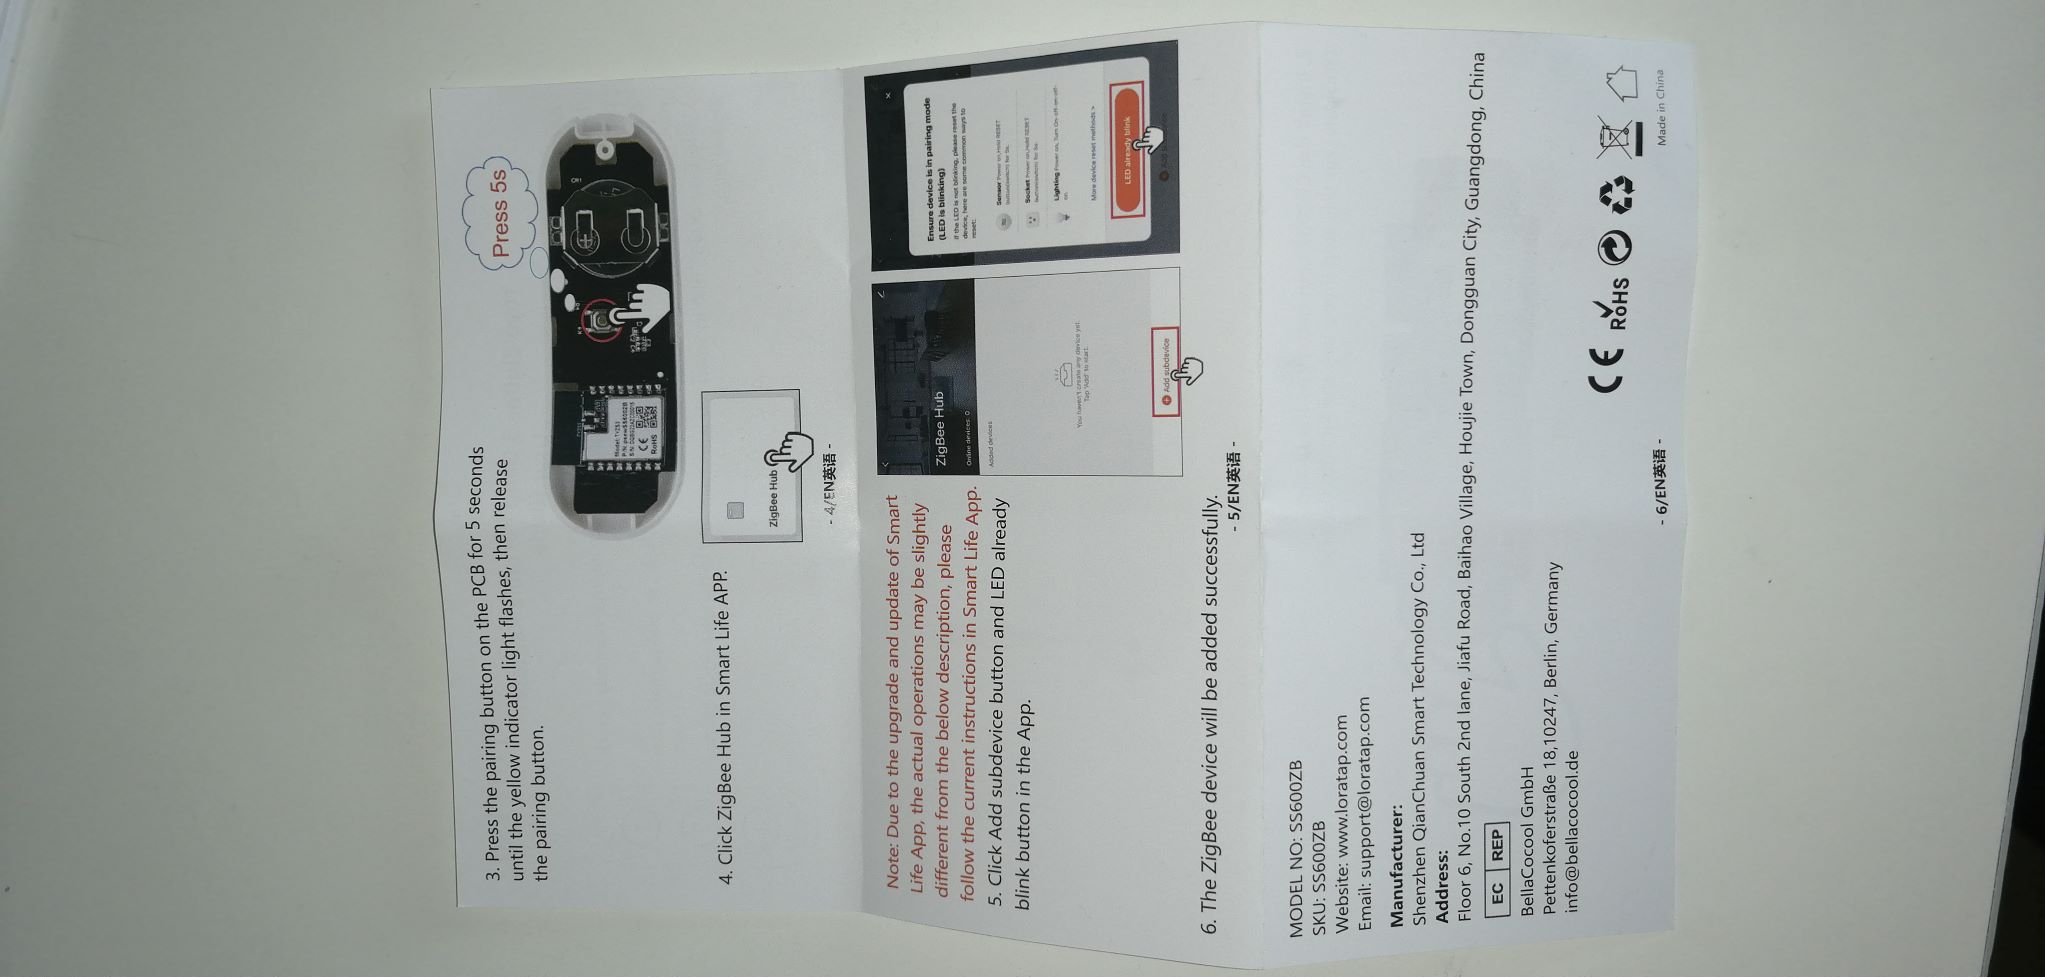 3. Press the pairing button on the PCB for 5 seconds
until the yellow indicator light flashes, then release
the pairing button.
Press 5s
TYZS3
Model: TYZS3
CE
RoHS
4. Click ZigBee Hub in Smart Life APP.
ZigBee Hub
- 4/EN英语 -
Note: Due to the upgrade and update of Smart
Life App, the actual operations may be slightly
different from the below description, please
follow the current instructions in Smart Life App.
5. Click Add subdevice button and LED already
blink button in the App.
ZigBee Hub
Online devices: 0
Added devices
You haven't create any device yet.
Tap 'Add' to start.
Add subdevice
Ensure device is in pairing mode
(LED is blinking)
If the LED is not blinking, please reset the
device, here are some common ways to
reset:
Sensor Power on,Hold RESET
button(switch) for 5s.
Socket Power on,Hold RESET
button(switch) for 5s.
Lighting Power on, Turn On-off-on-off-
on.
More device reset methods >
LED already blink
Add subdevice
6. The ZigBee device will be added successfully.
- 5/EN英语 -
MODEL NO: SS600ZB
SKU: SS600ZB
Website: www.loratap.com
Email: support@loratap.com
Manufacturer:
Shenzhen QianChuan Smart Technology Co., Ltd
Address:
Floor 6, No.10 South 2nd lane, Jiafu Road, Baihao Village, Houjie Town, Dongguan City, Guangdong, China
EC REP
BellaCocool GmbH
Pettenkoferstraße 18,10247, Berlin, Germany
info@bellacocool.de
CE RoHS
Made in China
- 6/EN英语 -